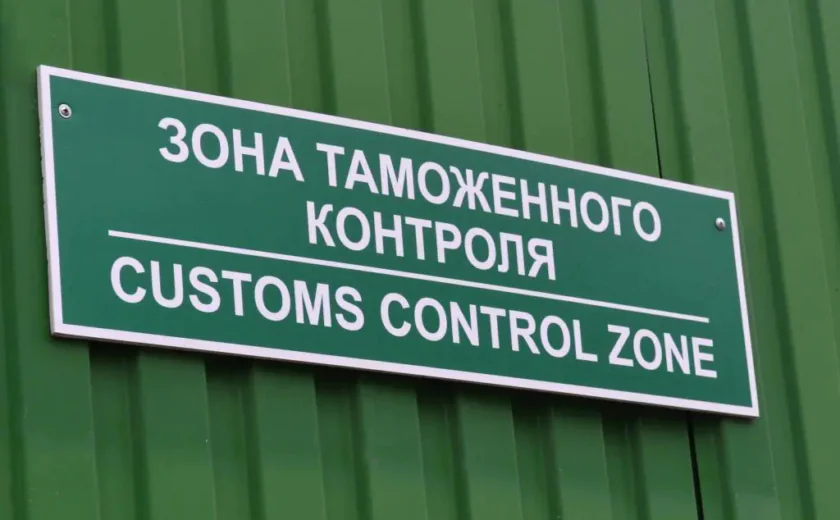 ЗОНА ТАМОЖЕННОГО
КОНТРОЛЯ
CUSTOMS CONTROL ZONE